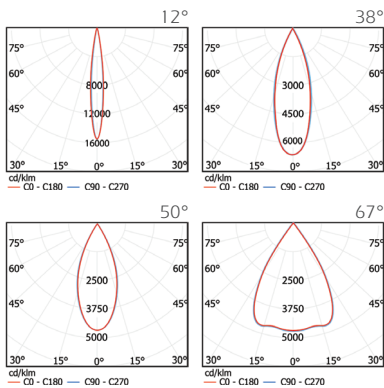 12°
38°
75° 75° 75° 75°
60° 60° 60° 60°
8000 3000
45° 45° 45° 45°
12000 4500
16000 6000
30° 15° 0° 15° 30° 30° 15° 0° 15° 30°
cd/klm cd/klm
C0 - C180 C90 - C270 C0 - C180 C90 - C270
50°
67°
75° 75° 75° 75°
60° 60° 60° 60°
2500 2500
45° 45° 45° 45°
3750 3750
5000 5000
30° 15° 0° 15° 30° 30° 15° 0° 15° 30°
cd/klm cd/klm
C0 - C180 C90 - C270 C0 - C180 C90 - C270